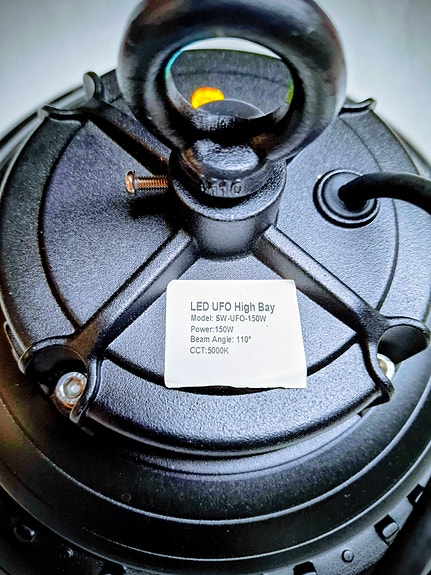 M10
LED UFO High Bay
Model: SW-UFO-150W
Power:150W
Beam Angle: 110°
CCT:5000K